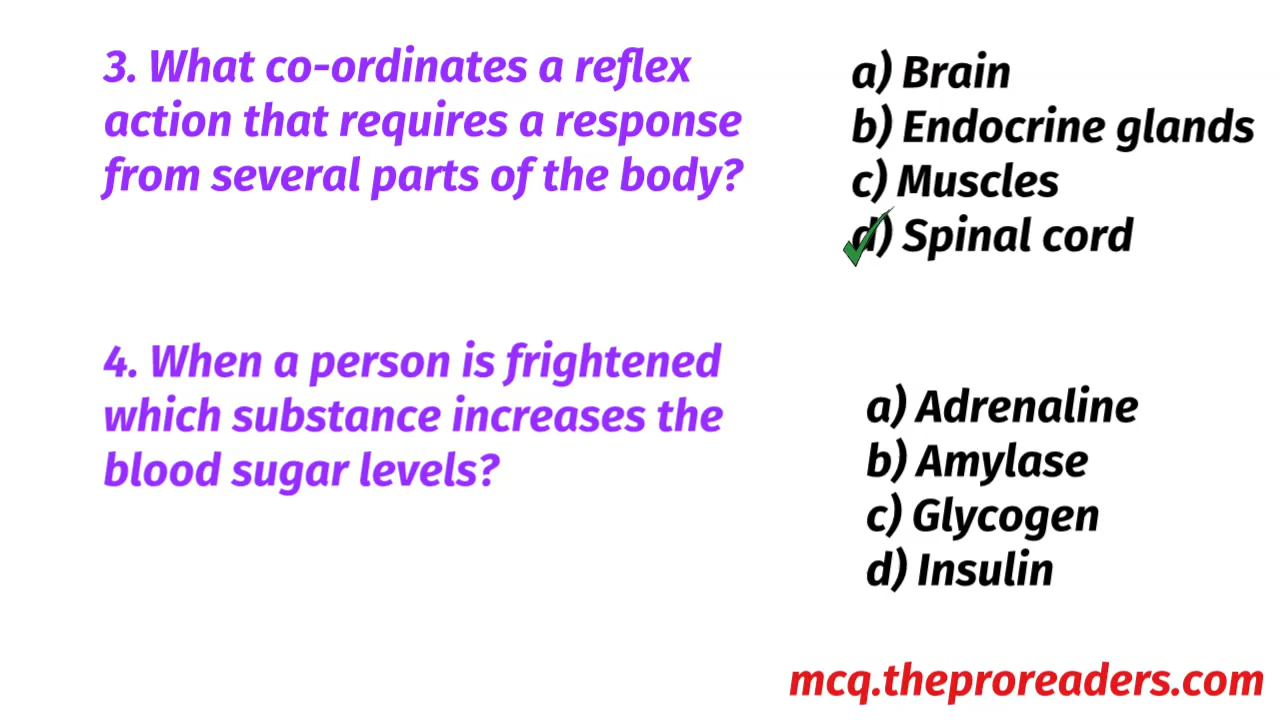 3. What co-ordinates a reflex
action that requires a response
from several parts of the body?
a) Brain
b) Endocrine glands
c) Muscles
d) Spinal cord
4. When a person is frightened
which substance increases the
blood sugar levels?
a) Adrenaline
b) Amylase
c) Glycogen
d) Insulin
mcq.theproreaders.com